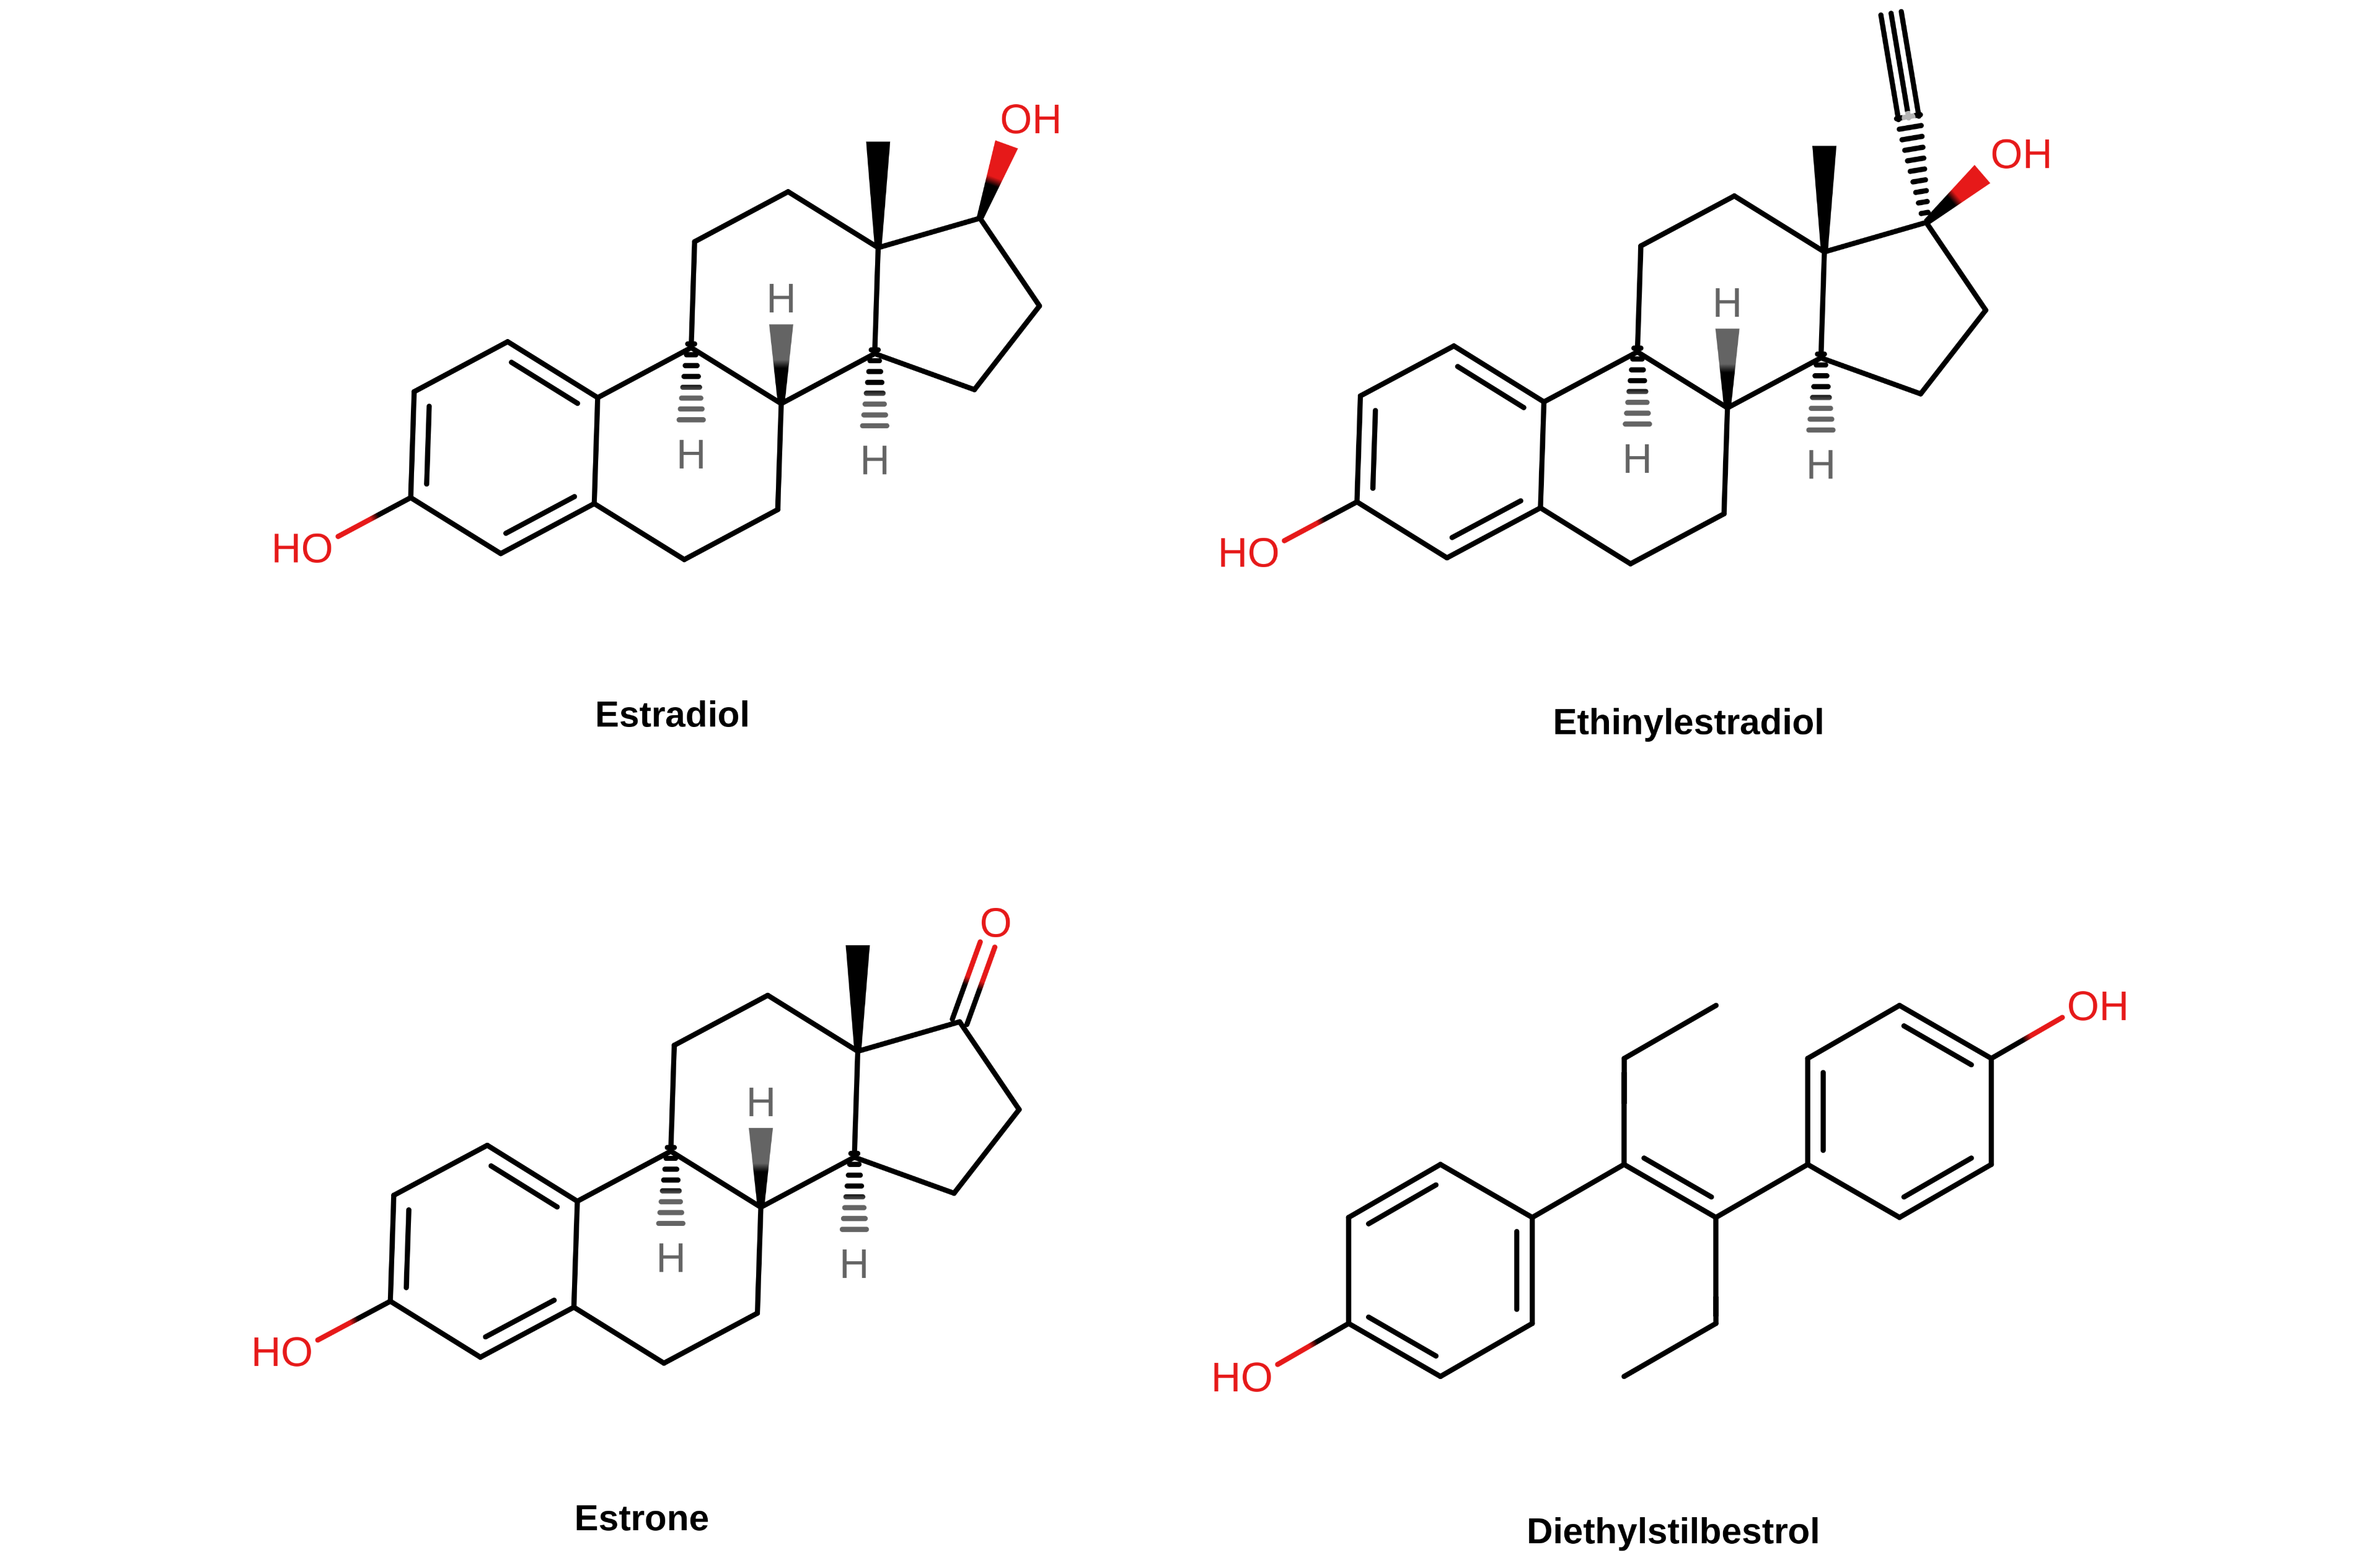 OH
H
H
H
HO
Estradiol
OH
H
H
H
HO
Ethinylestradiol
O
H
H
H
HO
Estrone
OH
HO
Diethylstilbestrol